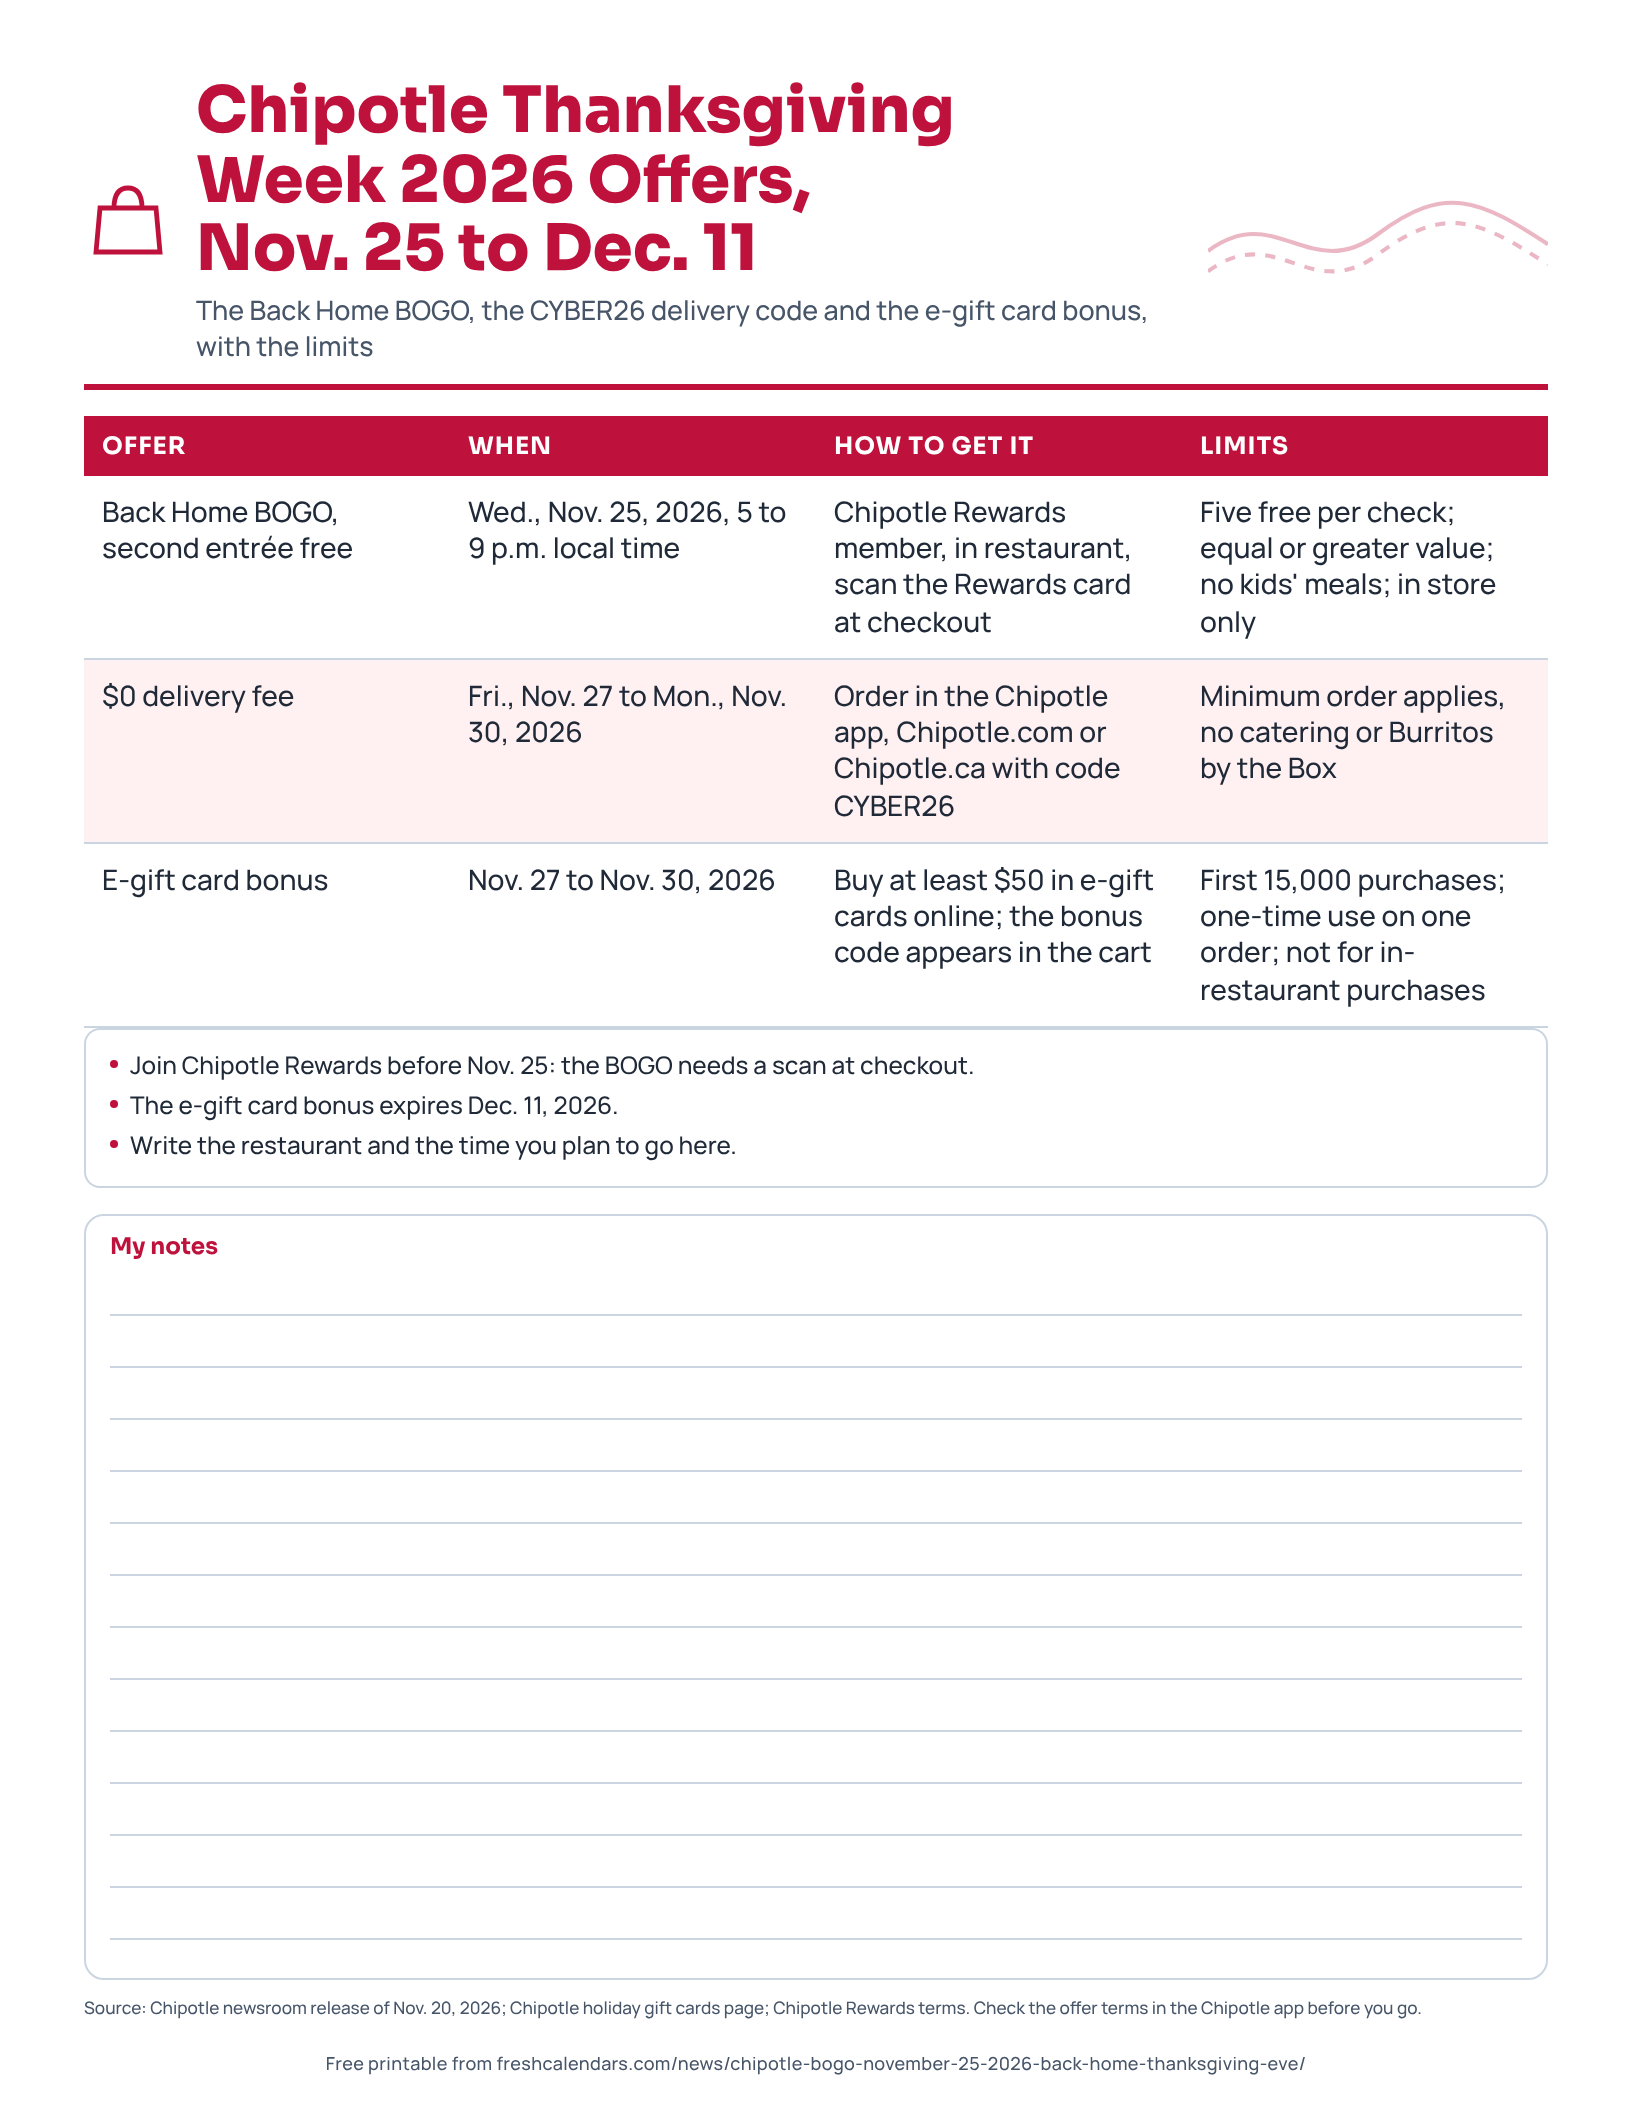 Chipotle Thanksgiving
Week 2026 Offers,
Nov. 25 to Dec. 11
The Back Home BOGO, the CYBER26 delivery code and the e-gift card bonus,
with the limits
OFFER WHEN HOW TO GET IT LIMITS
Back Home BOGO,
second entrée free
Wed., Nov. 25, 2026, 5 to
9 p.m. local time
Chipotle Rewards
member, in restaurant,
scan the Rewards card
at checkout
Five free per check;
equal or greater value;
no kids' meals; in store
only
$0 delivery fee
Fri., Nov. 27 to Mon., Nov.
30, 2026
Order in the Chipotle
app, Chipotle.com or
Chipotle.ca with code
CYBER26
Minimum order applies,
no catering or Burritos
by the Box
E-gift card bonus
Nov. 27 to Nov. 30, 2026
Buy at least $50 in e-gift
cards online; the bonus
code appears in the cart
First 15,000 purchases;
one-time use on one
order; not for in-
restaurant purchases
• Join Chipotle Rewards before Nov. 25: the BOGO needs a scan at checkout.
• The e-gift card bonus expires Dec. 11, 2026.
• Write the restaurant and the time you plan to go here.
My notes
Source: Chipotle newsroom release of Nov. 20, 2026; Chipotle holiday gift cards page; Chipotle Rewards terms. Check the offer terms in the Chipotle app before you go.
Free printable from freshcalendars.com/news/chipotle-bogo-november-25-2026-back-home-thanksgiving-eve/